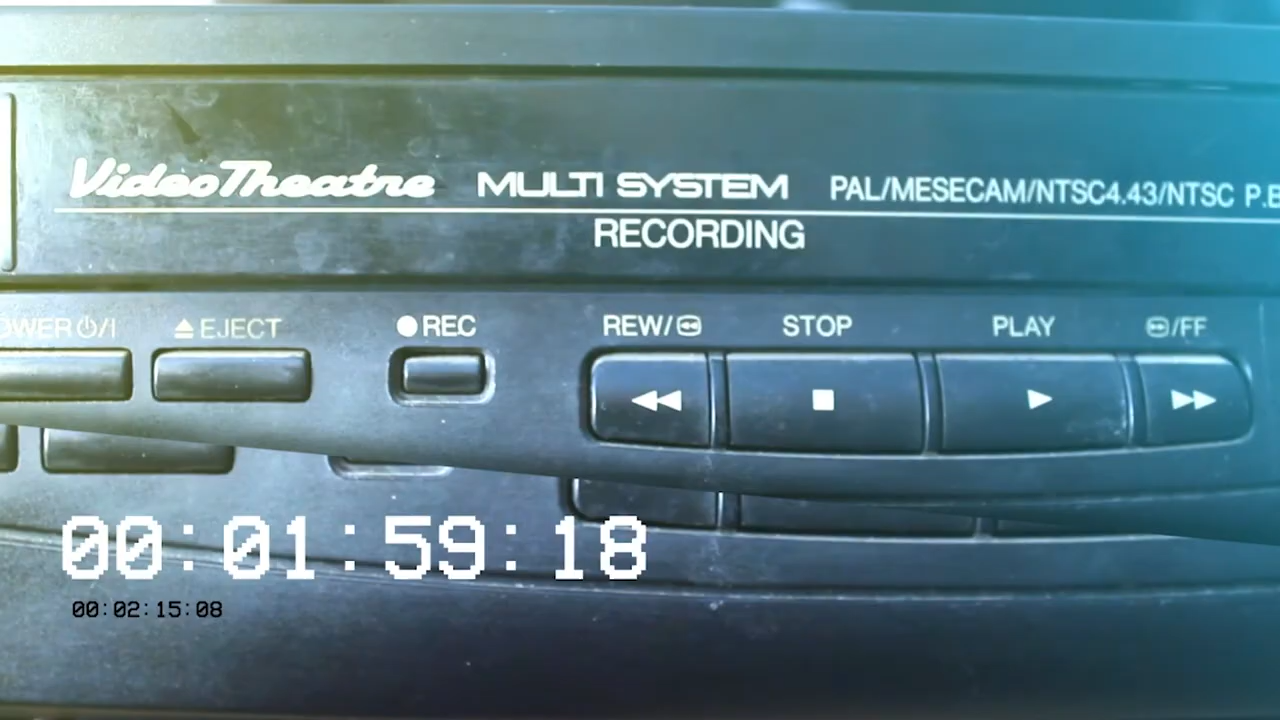 VideoTheatre MULTI SYSTEM PAL/MESECAM/NTSC4.43/NTSC P.B
RECORDING
OWER EJECT REC REW/ STOP PLAY /FF
00:01:59:18
00:02:15:08